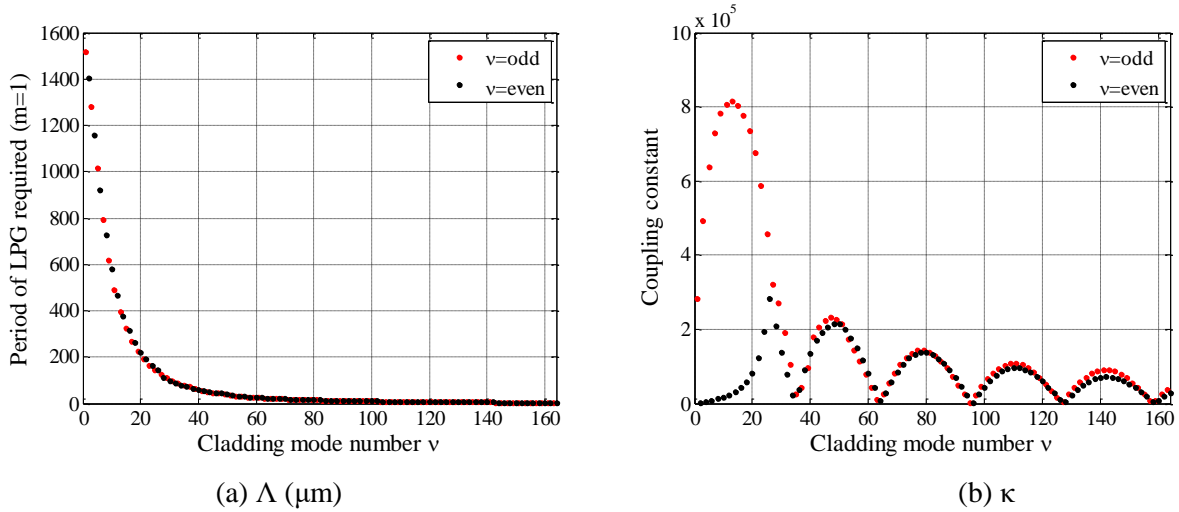 1600
1400
1200
1000
800
600
400
200
0
Period of LPG required (m=1)
0 20 40 60 80 100 120 140 160
Cladding mode number ν
ν=odd
ν=even
(a) Λ (μm)
x 10^5
10
8
6
4
2
0
Coupling constant
0 20 40 60 80 100 120 140 160
Cladding mode number ν
ν=odd
ν=even
(b) κ